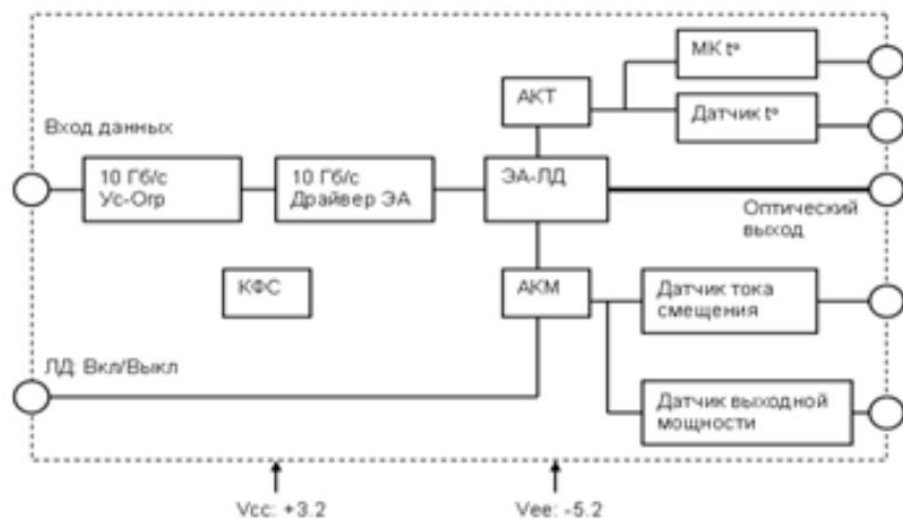 МК t°
АКТ
Датчик t°
Вход данных
10 Гб/с
Ус-Огр
10 Гб/с
Драйвер ЭА
ЭА-ЛД
Оптический
выход
КФС
АКМ
Датчик тока
смещения
ЛД: Вкл/Выкл
Датчик выходной
мощности
Vcc: +3.2
Vee: -5.2